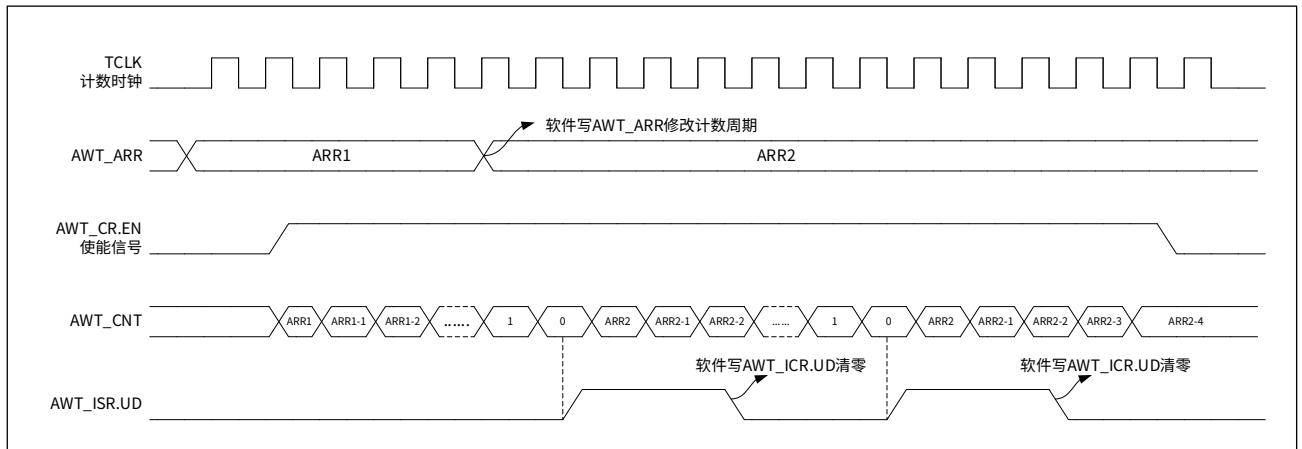 TCLK
计数时钟
软件写AWT_ARR修改计数周期
AWT_ARR
ARR1
ARR2
AWT_CR.EN
使能信号
AWT_CNT
ARR1 ARR1-1 ARR1-2 ...... 1 0 ARR2 ARR2-1 ARR2-2 ...... 1 0 ARR2 ARR2-1 ARR2-2 ARR2-3 ARR2-4
软件写AWT_ICR.UD清零
软件写AWT_ICR.UD清零
AWT_ISR.UD